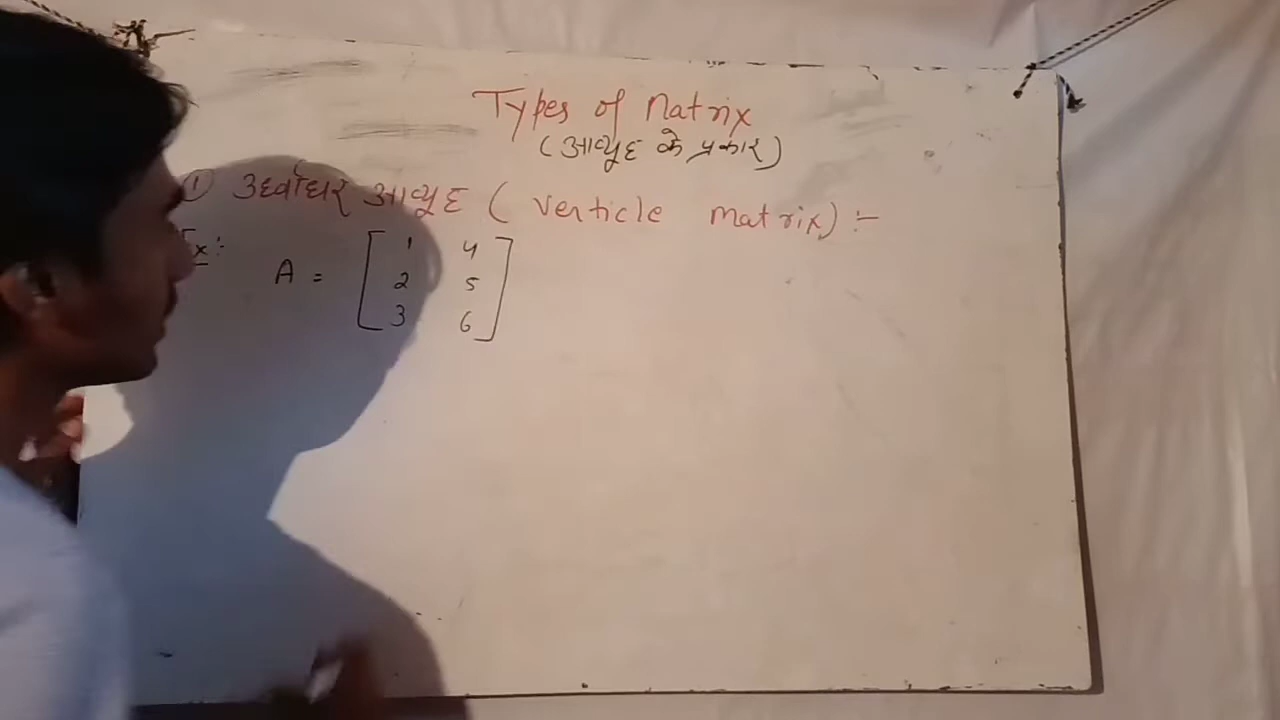 Types of Matrix
(आव्यूह के प्रकार)
① उर्ध्वाधर आव्यूह ( Verticle matrix) :-
Ex:-
A = [ 1 4
2 5
3 6 ]